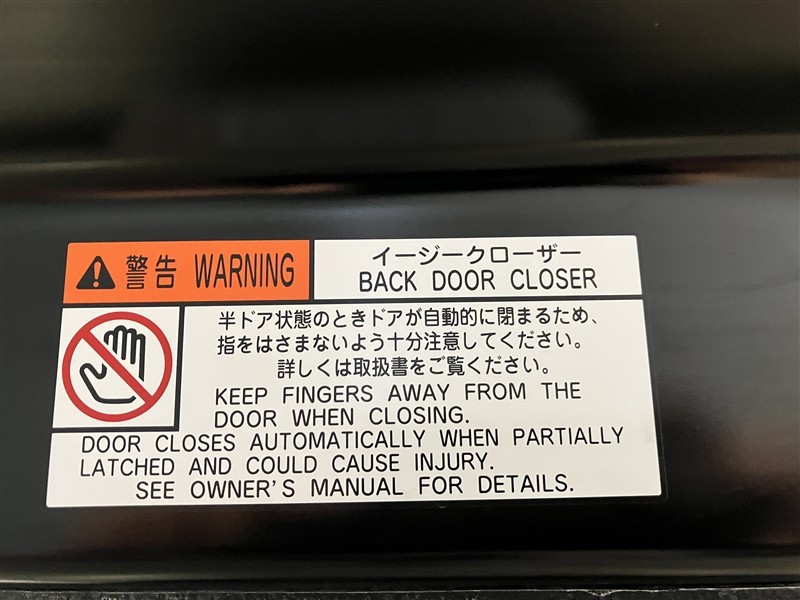 警告 WARNING
イージークローザー
BACK DOOR CLOSER
半ドア状態のときドアが自動的に閉まるため、
指をはさまないよう十分注意してください。
詳しくは取扱書をご覧ください。
KEEP FINGERS AWAY FROM THE
DOOR WHEN CLOSING.
DOOR CLOSES AUTOMATICALLY WHEN PARTIALLY
LATCHED AND COULD CAUSE INJURY.
SEE OWNER'S MANUAL FOR DETAILS.